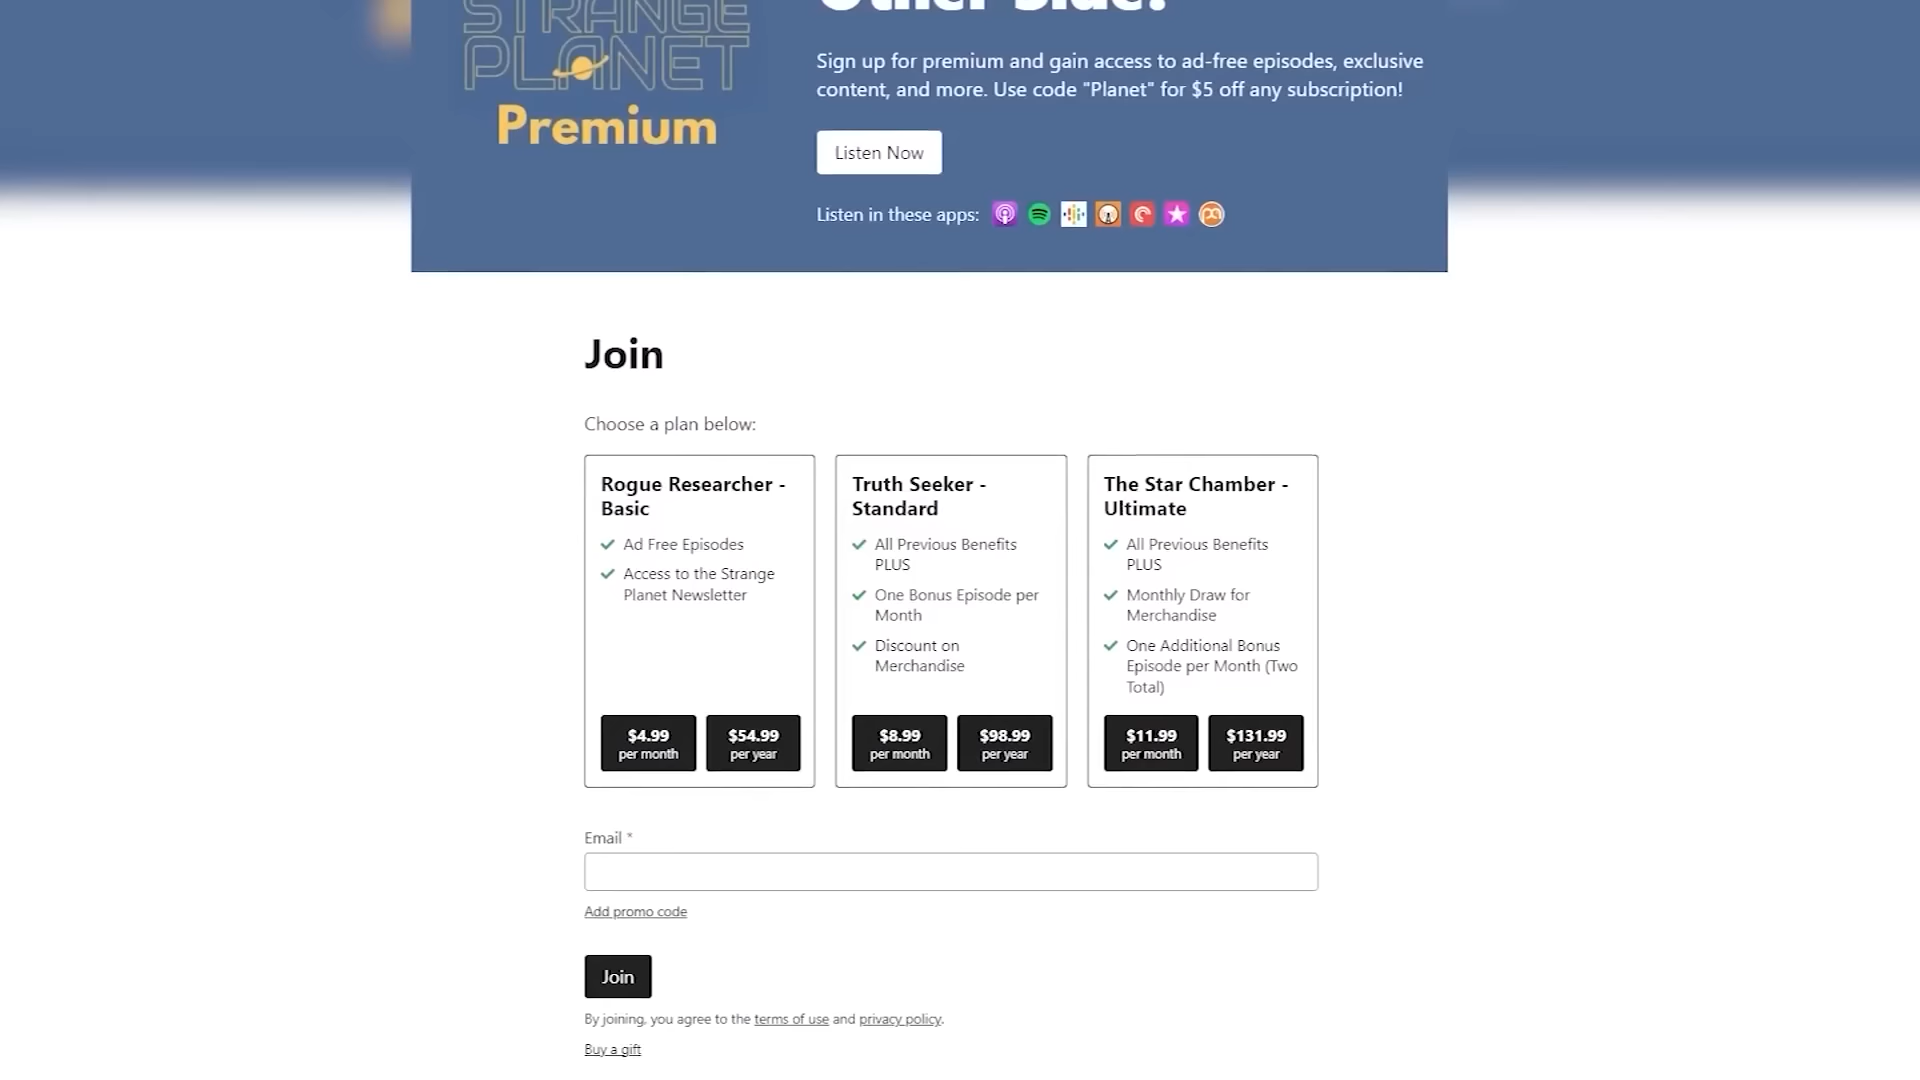 STRANGE
PLANET
Premium
Other Side?
Sign up for premium and gain access to ad-free episodes, exclusive
content, and more. Use code "Planet" for $5 off any subscription!
Listen Now
Listen in these apps:
Join
Choose a plan below:
Rogue Researcher -
Basic
Ad Free Episodes
Access to the Strange
Planet Newsletter
$4.99
per month
$54.99
per year
Truth Seeker -
Standard
All Previous Benefits
PLUS
One Bonus Episode per
Month
Discount on
Merchandise
$8.99
per month
$98.99
per year
The Star Chamber -
Ultimate
All Previous Benefits
PLUS
Monthly Draw for
Merchandise
One Additional Bonus
Episode per Month (Two
Total)
$11.99
per month
$131.99
per year
Email *
Add promo code
Join
By joining, you agree to the terms of use and privacy policy.
Buy a gift